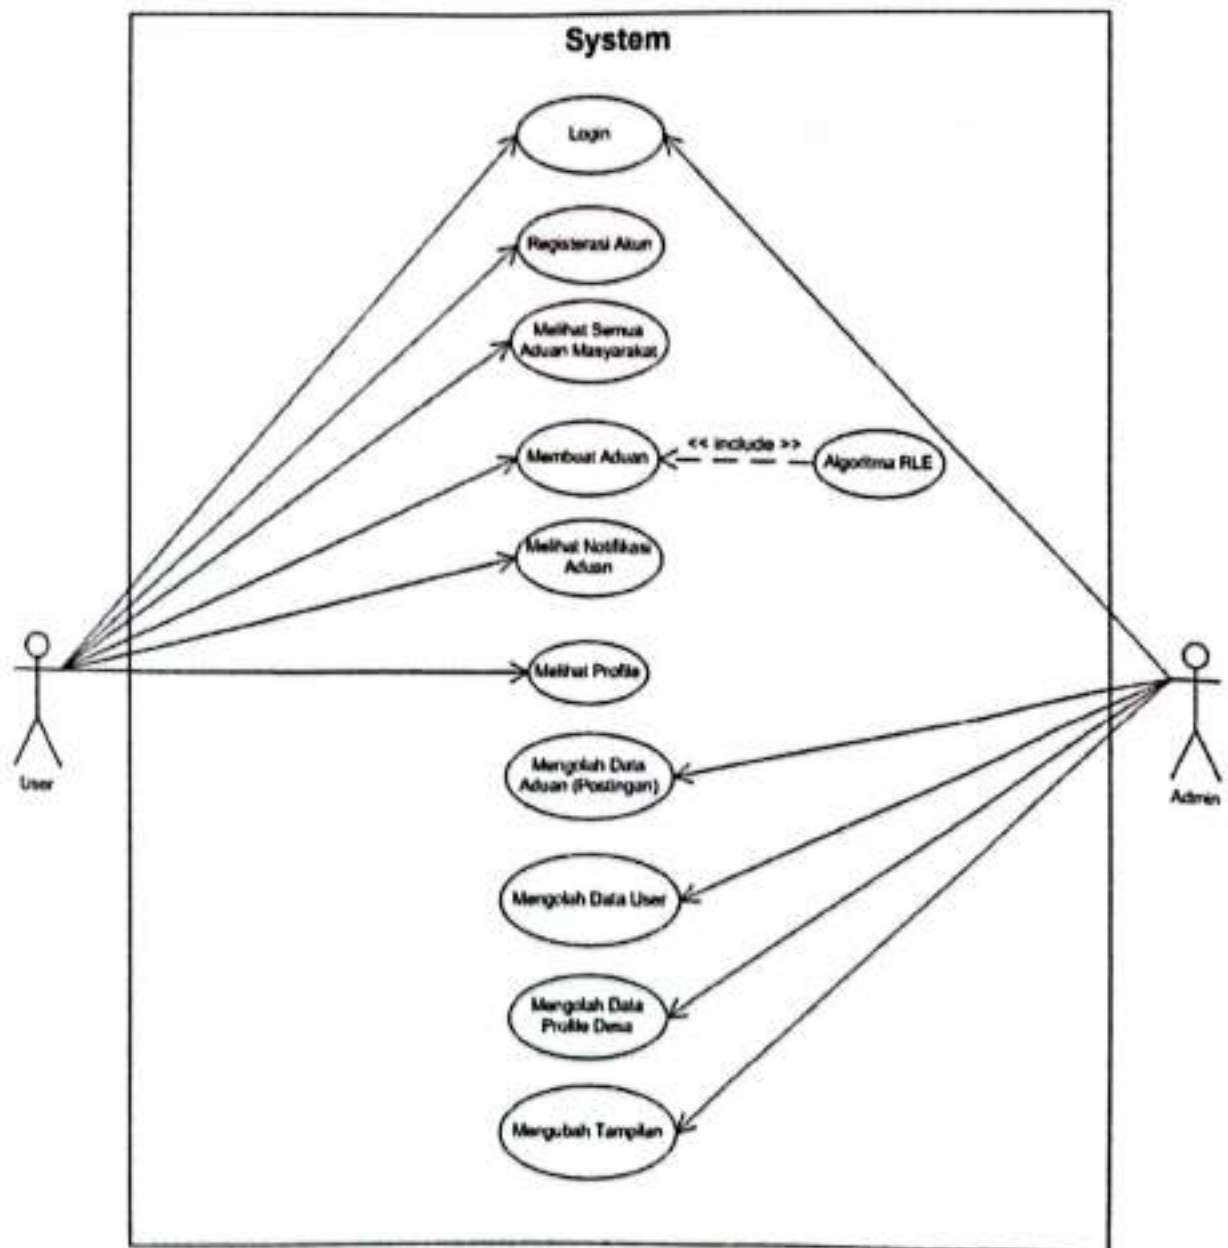 System
Login
Registerasi Akun
Melihat Semua
Aduan Masyarakat
Membuat Aduan
<< include >>
Algoritma RLE
Melihat Notifikasi
Aduan
Melihat Profile
User
Mengolah Data
Aduan (Postingan)
Admin
Mengolah Data User
Mengolah Data
Profile Desa
Mengubah Tampilan